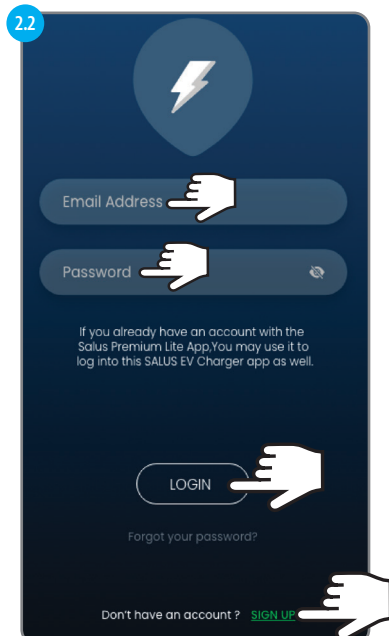 2.2
Email Address
Password
If you already have an account with the
Salus Premium Lite App,You may use it to
log into this SALUS EV Charger app as well.
LOGIN
Forgot your password?
Don't have an account ? SIGN UP